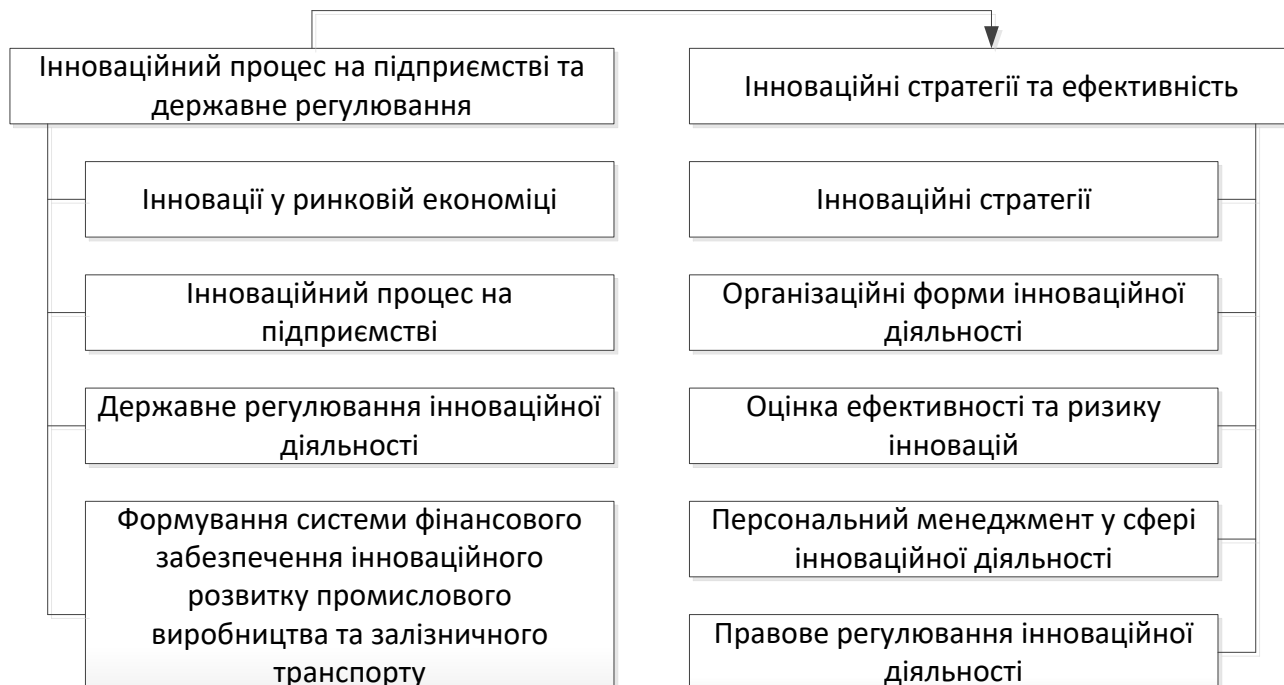 Інноваційний процес на підприємстві та
державне регулювання
Інновації у ринковій економіці
Інноваційний процес на
підприємстві
Державне регулювання інноваційної
діяльності
Формування системи фінансового
забезпечення інноваційного
розвитку промислового
виробництва та залізничного
транспорту
Інноваційні стратегії та ефективність
Інноваційні стратегії
Організаційні форми інноваційної
діяльності
Оцінка ефективності та ризику
інновацій
Персональний менеджмент у сфері
інноваційної діяльності
Правове регулювання інноваційної
діяльності